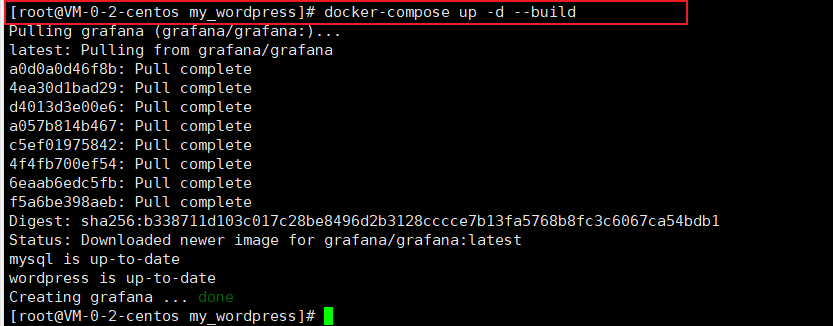 [root@VM-0-2-centos my_wordpress]# docker-compose up -d --build
Pulling grafana (grafana/grafana:)...
latest: Pulling from grafana/grafana
a0d0a0d46f8b: Pull complete
4ea30d1bad29: Pull complete
d4013d3e00e6: Pull complete
a057b814b467: Pull complete
c5ef01975842: Pull complete
4f4fb700ef54: Pull complete
6eaab6edc5fb: Pull complete
f5a6be398aeb: Pull complete
Digest: sha256:b338711d103c017c28be8496d2b3128cccce7b13fa5768b8fc3c6067ca54bdb1
Status: Downloaded newer image for grafana/grafana:latest
mysql is up-to-date
wordpress is up-to-date
Creating grafana ... done
[root@VM-0-2-centos my_wordpress]#